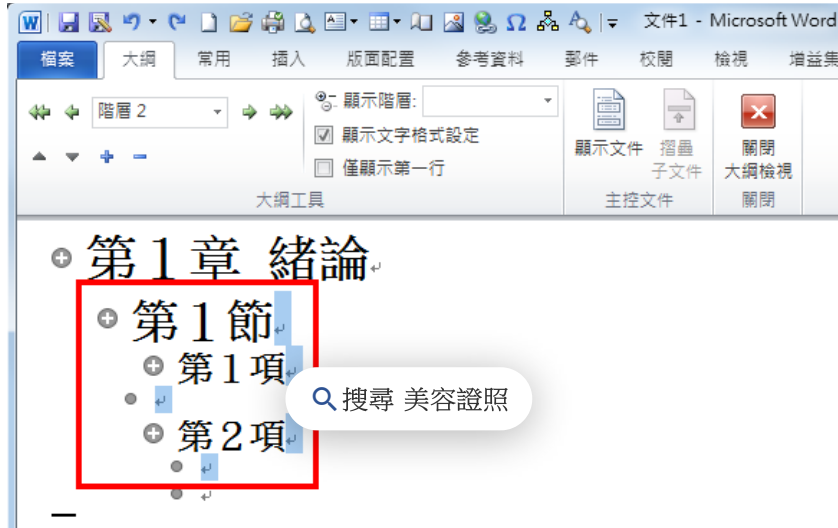 文件1 - Microsoft Word
檔案 大綱 常用 插入 版面配置 參考資料 郵件 校閱 檢視 增益集
階層 2 顯示階層:
顯示文字格式設定
僅顯示第一行
大綱工具
顯示文件 摺疊子文件
主控文件
關閉大綱檢視
關閉
第1章 緒論
第1節
第1項
搜尋 美容證照
第2項